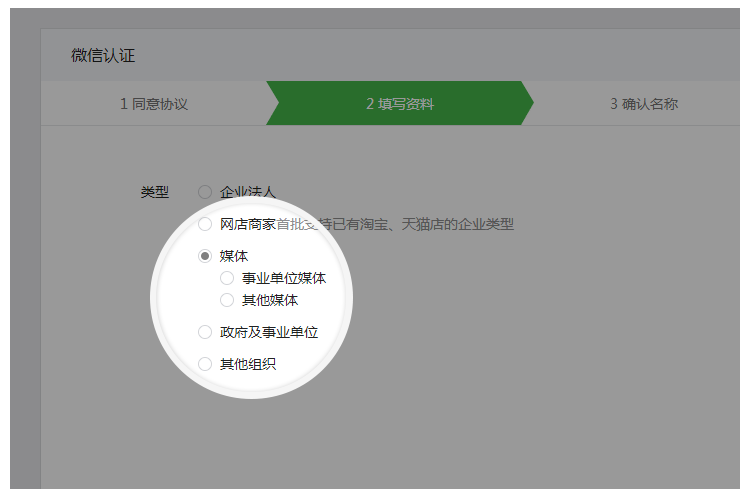 微信认证
1 同意协议
2 填写资料
3 确认名称
类型
企业法人
网店商家首批支持已有淘宝、天猫店的企业类型
媒体
事业单位媒体
其他媒体
政府及事业单位
其他组织